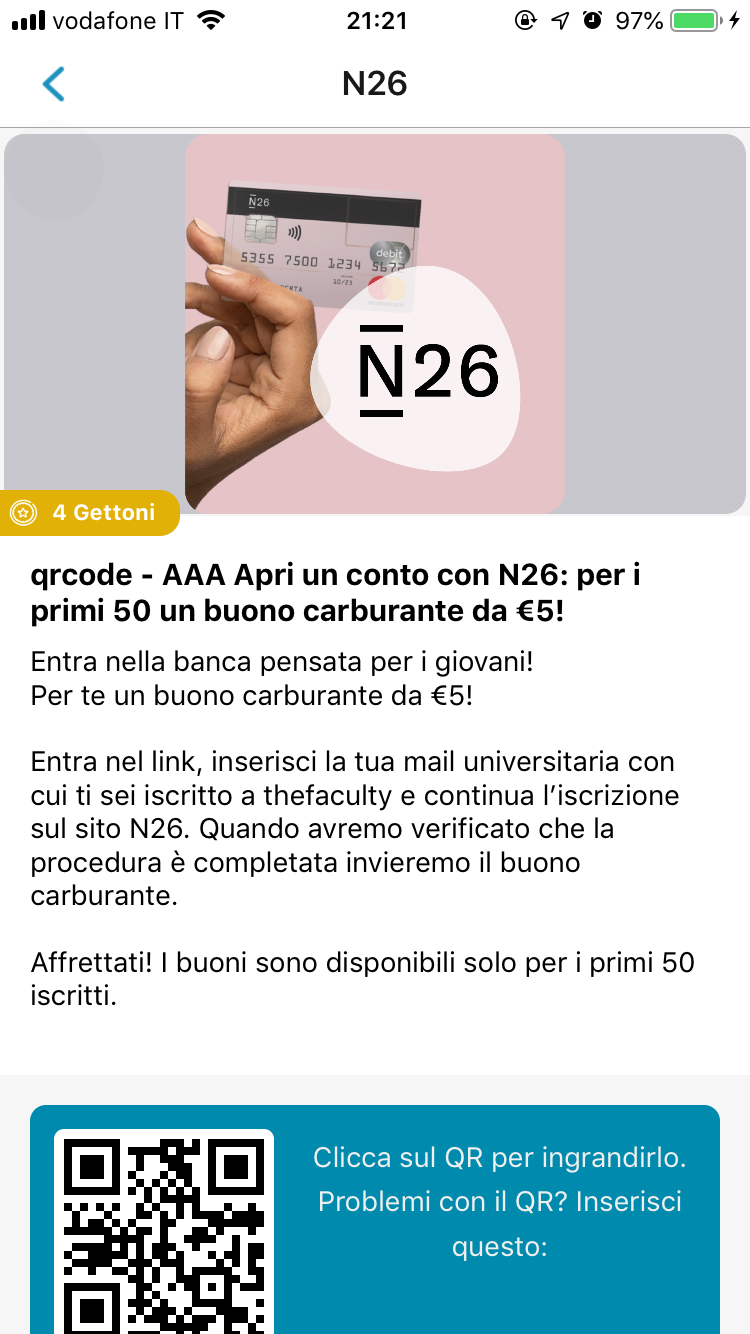 vodafone IT
21:21
97%
N26
N26
debit
5355 7500 1234 5672
10/23
mastercard
N26
4 Gettoni
qrcode - AAA Apri un conto con N26: per i
primi 50 un buono carburante da €5!
Entra nella banca pensata per i giovani!
Per te un buono carburante da €5!
Entra nel link, inserisci la tua mail universitaria con
cui ti sei iscritto a thefaculty e continua l’iscrizione
sul sito N26. Quando avremo verificato che la
procedura è completata invieremo il buono
carburante.
Affrettati! I buoni sono disponibili solo per i primi 50
iscritti.
Clicca sul QR per ingrandirlo.
Problemi con il QR? Inserisci
questo: